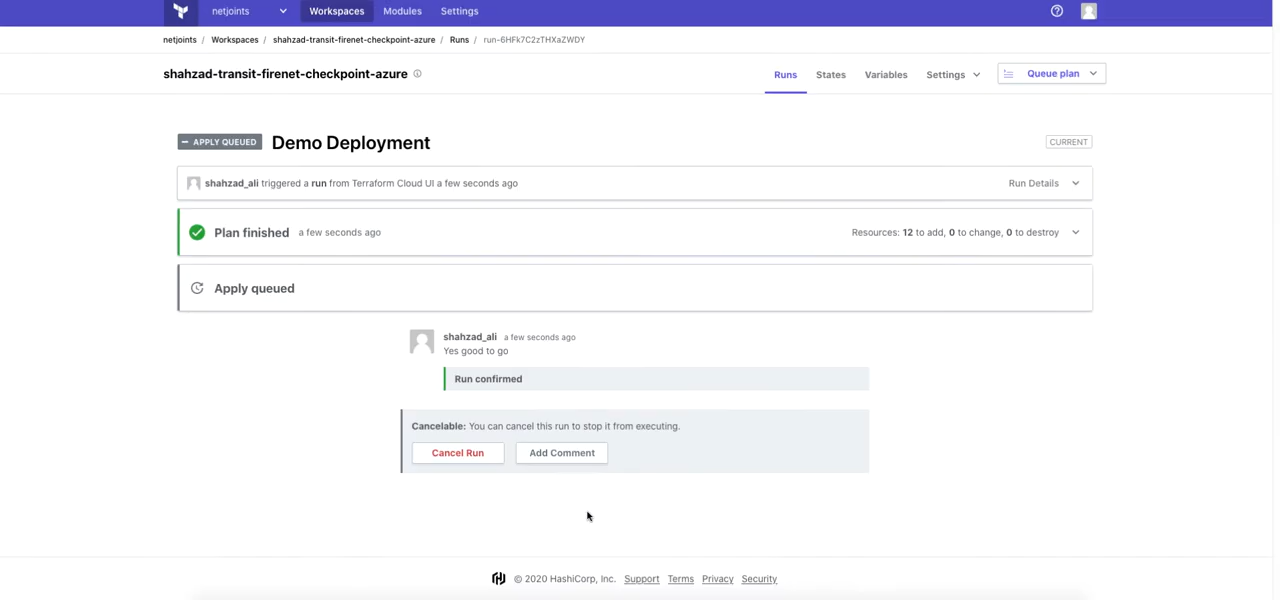 netjoints Workspaces Modules Settings
netjoints / Workspaces / shahzad-transit-firenet-checkpoint-azure / Runs / run-6HFk7C2zTHXaZWDY
shahzad-transit-firenet-checkpoint-azure Runs States Variables Settings Queue plan
APPLY QUEUED Demo Deployment CURRENT
shahzad_ali triggered a run from Terraform Cloud UI a few seconds ago Run Details
Plan finished a few seconds ago Resources: 12 to add, 0 to change, 0 to destroy
Apply queued
shahzad_ali a few seconds ago
Yes good to go
Run confirmed
Cancelable: You can cancel this run to stop it from executing.
Cancel Run Add Comment
© 2020 HashiCorp, Inc. Support Terms Privacy Security